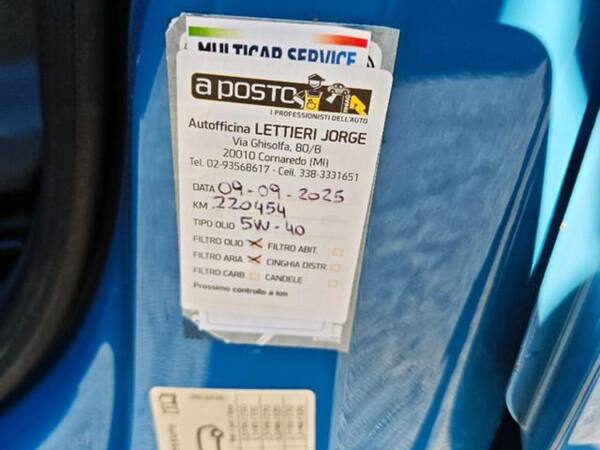 MULTICAR SERVICE
a POSTO
I PROFESSIONISTI DELL'AUTO
Autofficina LETTIERI JORGE
Via Ghisolfa, 80/B
20010 Cornaredo (MI)
Tel. 02-93568617 - Cell. 338-3331651
DATA 09-09-2025
KM 220454
TIPO OLIO 5W-40
FILTRO OLIO X FILTRO ABIT.
FILTRO ARIA X CINGHIA DISTR.
FILTRO CARB. CANDELE
Prossimo controllo a km